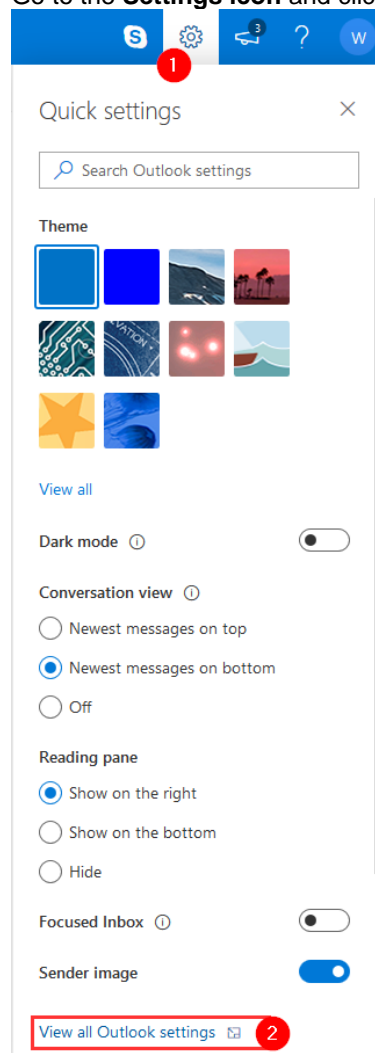 Go to the Settings icon and clic
S 3 ? W
1
Quick settings
Search Outlook settings
Theme
View all
Dark mode
Conversation view
Newest messages on top
Newest messages on bottom
Off
Reading pane
Show on the right
Show on the bottom
Hide
Focused Inbox
Sender image
View all Outlook settings 2